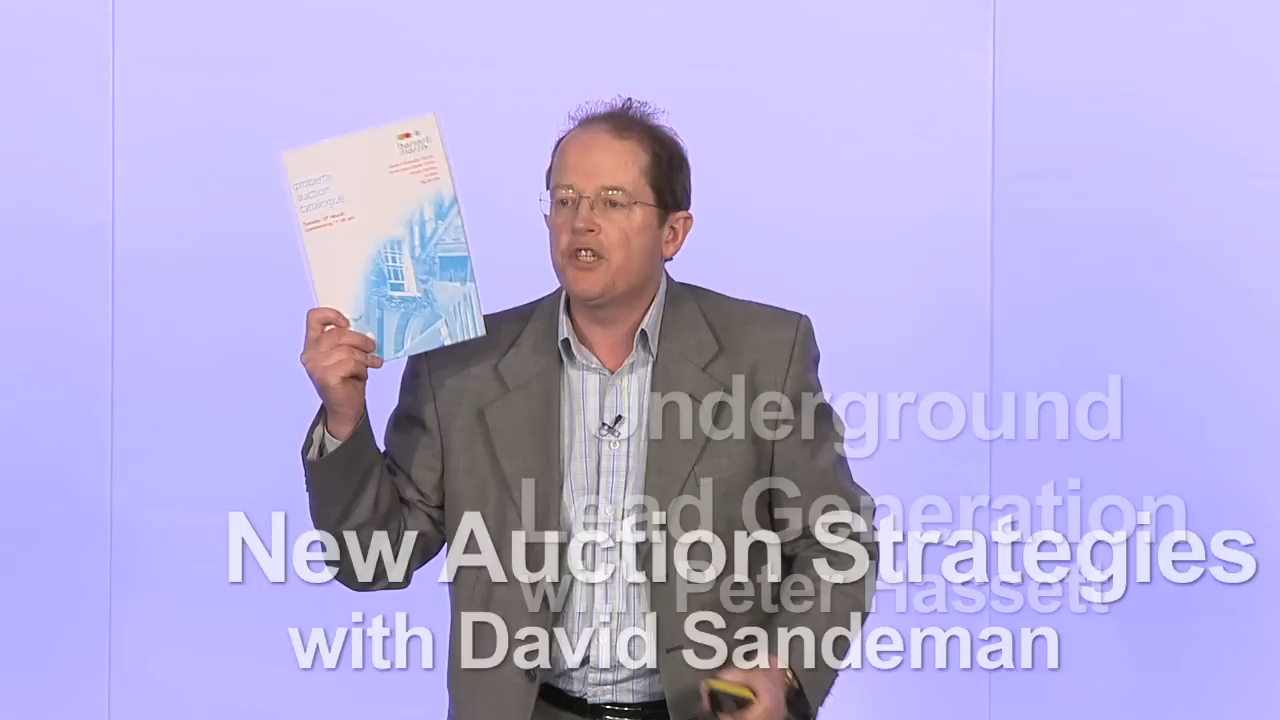 property
auction
catalogue
Underground
Lead Generation
with Peter Hassett
New Auction Strategies
with David Sandeman